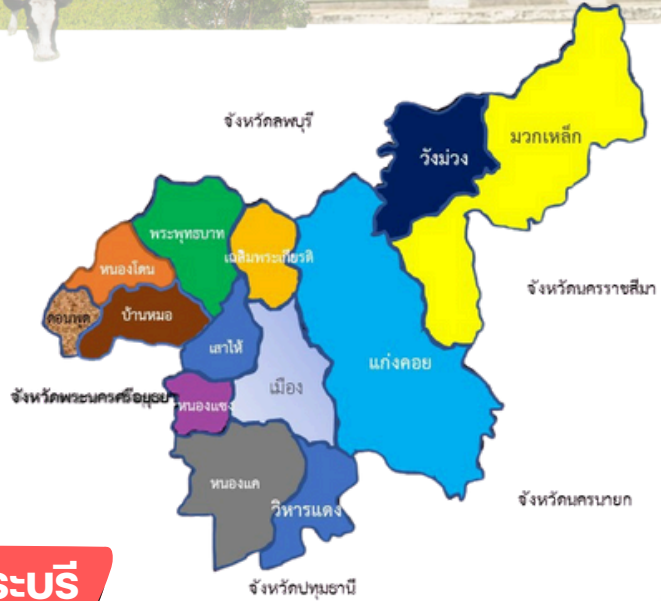 จังหวัดลพบุรี
มวกเหล็ก
วังม่วง
พระพุทธบาท
เฉลิมพระเกียรติ
หนองโดน
จังหวัดนครราชสีมา
ดอนพุด
บ้านหมอ
เสาไห้
แก่งคอย
เมือง
จังหวัดพระนครศรีอยุธยา
หนองแซง
หนองแค
วิหารแดง
จังหวัดนครนายก
จังหวัดปทุมธานี
ระบุรี